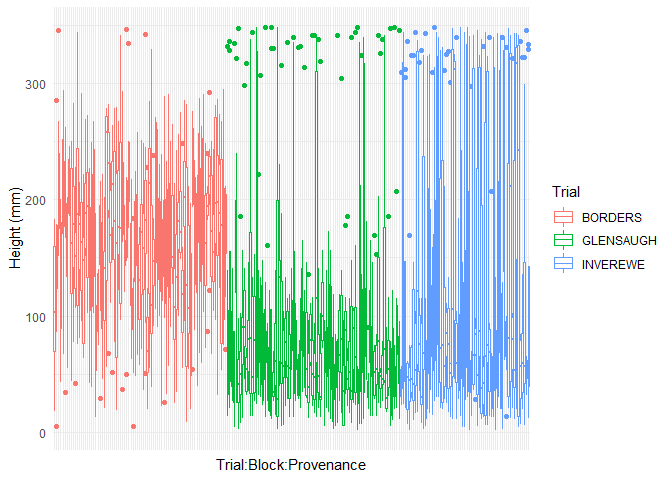 Height (mm)
300
200
100
0
Trial:Block:Provenance
Trial
BORDERS
GLENSAUGH
INVEREWE